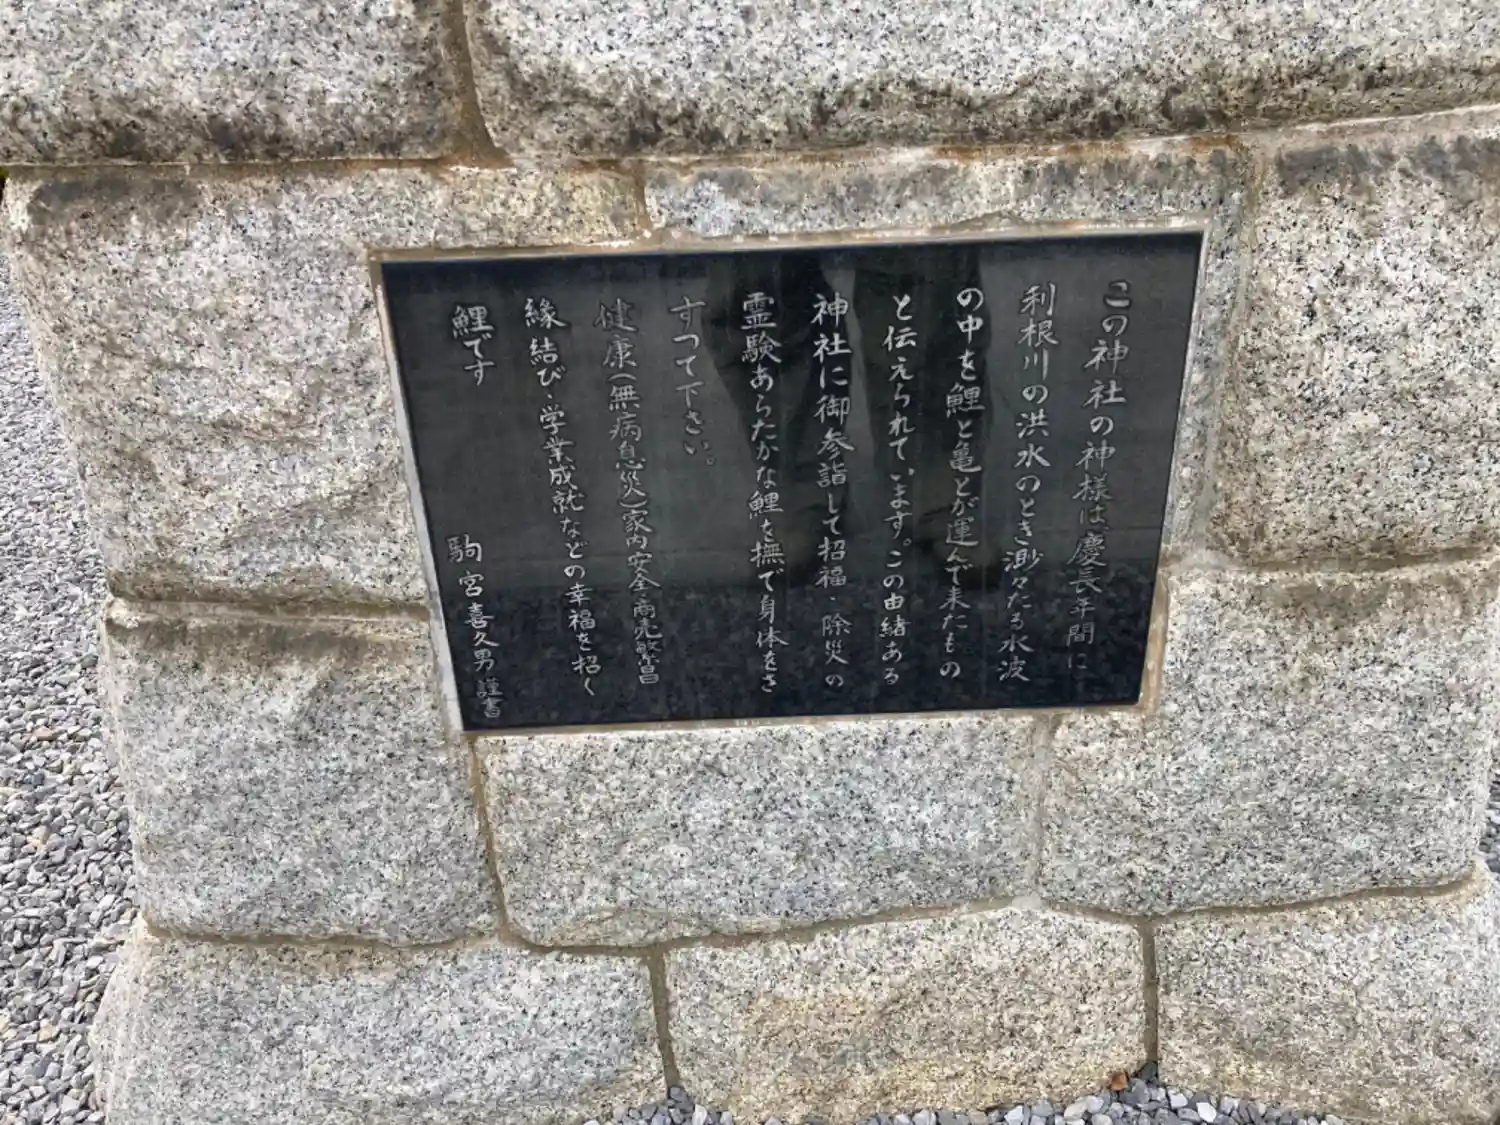 この神社の神様は、慶長年間に
利根川の洪水のとき渺々たる水波
の中を鯉と亀とが運んで来たもの
と伝えられています。この由緒ある
神社に御参詣して招福・除災の
霊験あらたかな鯉を撫で身体をさ
すって下さい。
健康(無病息災)家内安全・商売繁昌
縁結び・学業成就などの幸福を招く
鯉です
駒宮喜久男 謹書